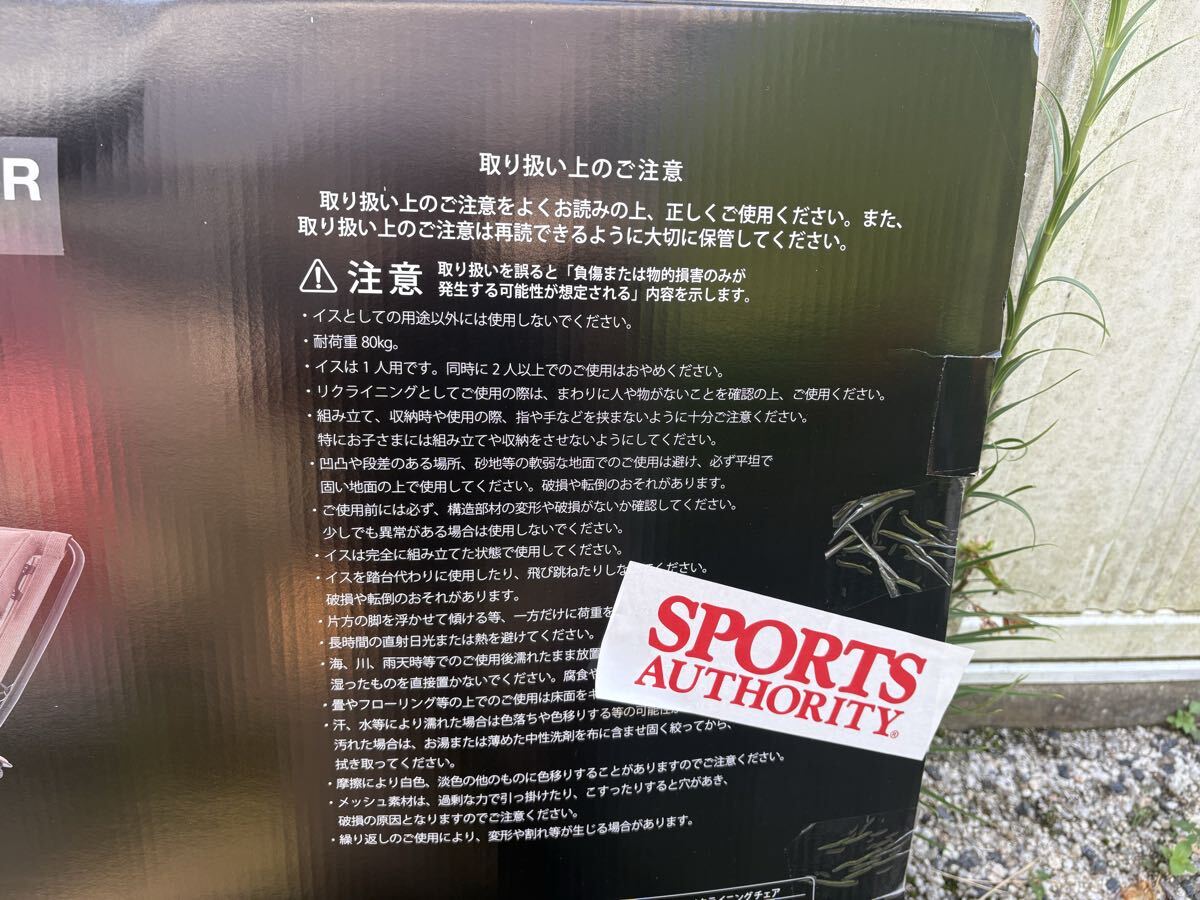 R
取り扱い上のご注意
取り扱い上のご注意をよくお読みの上、正しくご使用ください。また、
取り扱い上のご注意は再読できるように大切に保管してください。
注意 取り扱いを誤ると「負傷または物的損害のみが
発生する可能性が想定される」内容を示します。
・イスとしての用途以外には使用しないでください。
・耐荷重 80kg。
・イスは1人用です。同時に2人以上でのご使用はおやめください。
・リクライニングとしてご使用の際は、まわりに人や物がないことを確認の上、ご使用ください。
・組み立て、収納時や使用の際、指や手などを挟まないように十分ご注意ください。
特にお子さまには組み立てや収納をさせないようにしてください。
・凹凸や段差のある場所、砂地等の軟弱な地面でのご使用は避け、必ず平坦で
固い地面の上で使用してください。破損や転倒のおそれがあります。
・ご使用前には必ず、構造部材の変形や破損がないか確認してください。
少しでも異常がある場合は使用しないでください。
・イスは完全に組み立てた状態で使用してください。
・イスを踏台代わりに使用したり、飛び跳ねたりしな
ください。
破損や転倒のおそれがあります。
・片方の脚を浮かせて傾ける等、一方だけに荷重を
・長時間の直射日光または熱を避けてください。
・海、川、雨天時等でのご使用後濡れたまま放置
湿ったものを直接置かないでください。腐食や
・畳やフローリング等の上でのご使用は床面をキ
・汗、水等により濡れた場合は色落ちや色移りする等の可能性が
汚れた場合は、お湯または薄めた中性洗剤を布に含ませ固く絞ってから、
拭き取ってください。
・摩擦により白色、淡色の他のものに色移りすることがありますのでご注意ください。
・メッシュ素材は、過剰な力で引っ掛けたり、こすったりすると穴があき、
破損の原因となりますのでご注意ください。
・繰り返しのご使用により、変形や割れ等が生じる場合があります。
SPORTS
AUTHORITY®
クライニングチェア